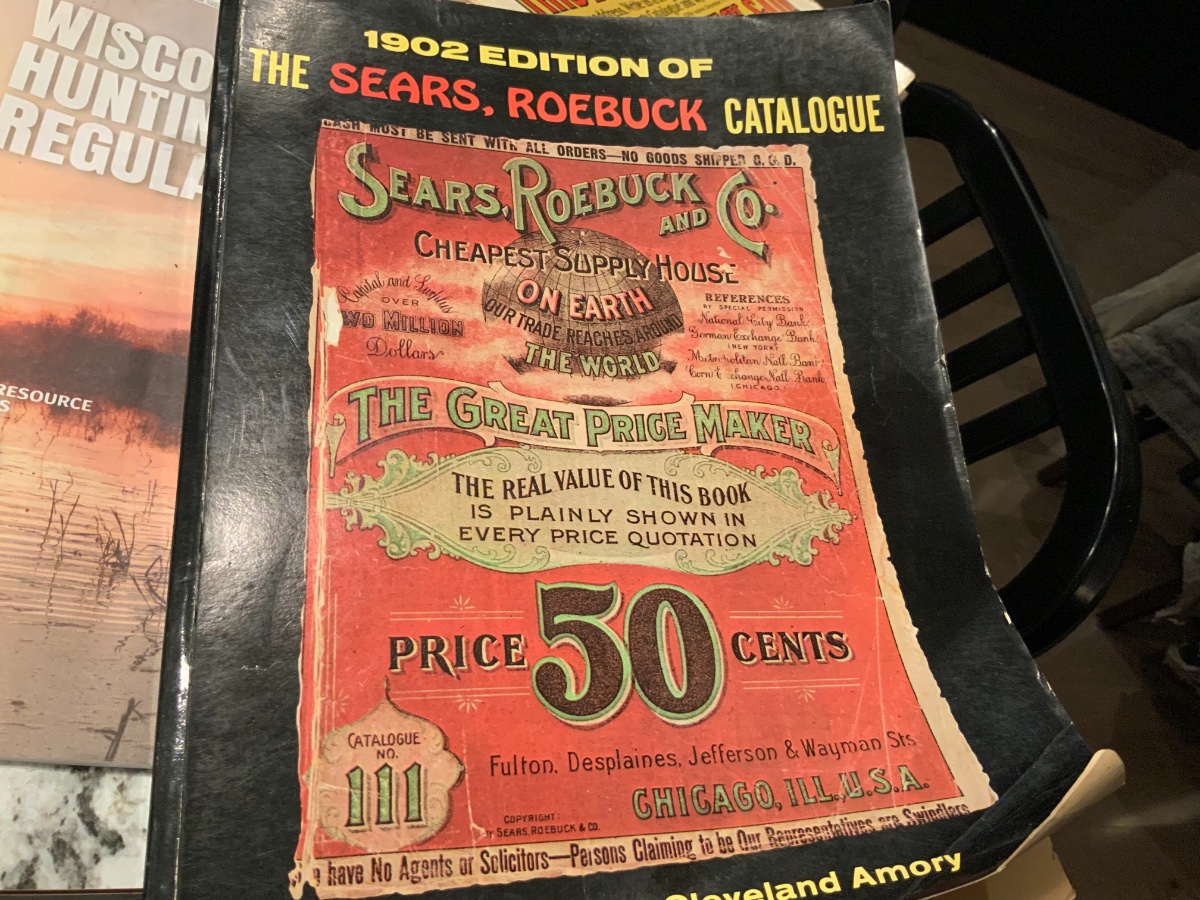 WISCO
HUNTIN
REGULA
RESOURCE
S
1902 EDITION OF
THE SEARS, ROEBUCK CATALOGUE
CASH MUST BE SENT WITH ALL ORDERS—NO GOODS SHIPPED C.O.D.
SEARS, ROEBUCK AND CO.
CHEAPEST SUPPLY HOUSE
ON EARTH
OUR TRADE REACHES AROUND
THE WORLD
Capital and Surplus
OVER
TWO MILLION
Dollars
REFERENCES
BY SPECIAL PERMISSION
National City Bank
German Exchange Bank
(NEW YORK)
Metropolitan Natl Bank
Corn Exchange Natl Bank
(CHICAGO)
THE GREAT PRICE MAKER
THE REAL VALUE OF THIS BOOK
IS PLAINLY SHOWN IN
EVERY PRICE QUOTATION
PRICE 50 CENTS
CATALOGUE
NO.
111
Fulton, Desplaines, Jefferson & Wayman Sts.
CHICAGO, ILL., U.S.A.
COPYRIGHT
BY SEARS, ROEBUCK & CO.
have No Agents or Solicitors—Persons Claiming to be Our Representatives are Swindlers
Cleveland Amory